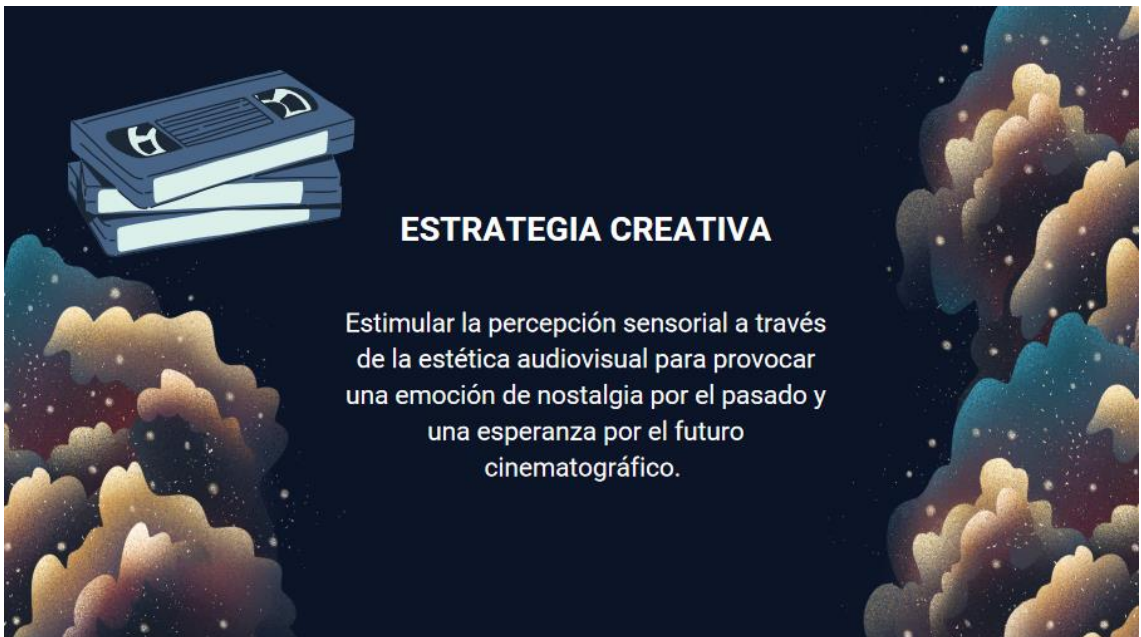 ESTRATEGIA CREATIVA
Estimular la percepción sensorial a través
de la estética audiovisual para provocar
una emoción de nostalgia por el pasado y
una esperanza por el futuro
cinematográfico.